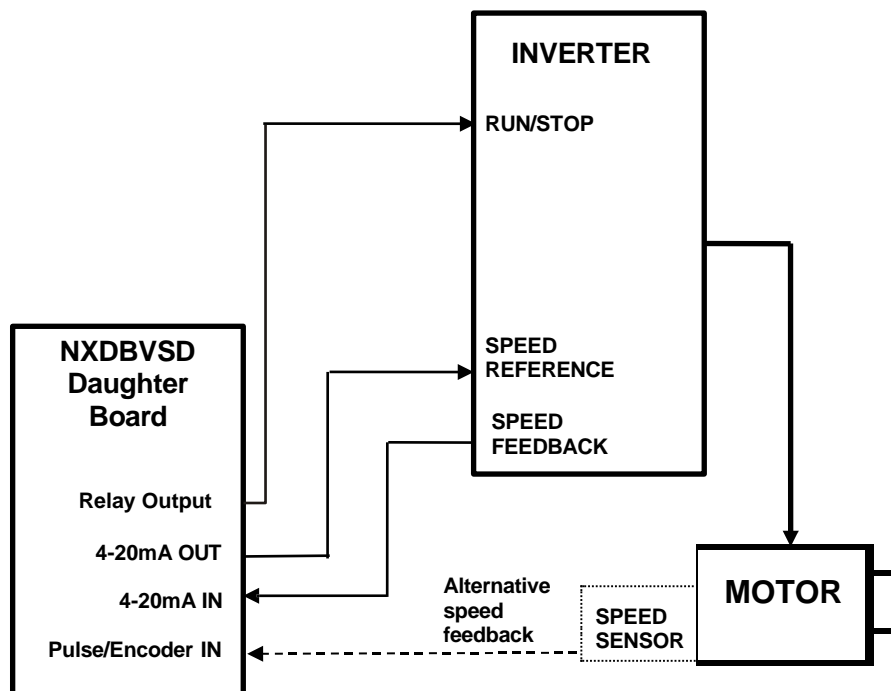 INVERTER
RUN/STOP
SPEED
REFERENCE
SPEED
FEEDBACK
NXDBVSD
Daughter
Board
Relay Output
4-20mA OUT
4-20mA IN
Pulse/Encoder IN
Alternative
speed
feedback
SPEED
SENSOR
MOTOR